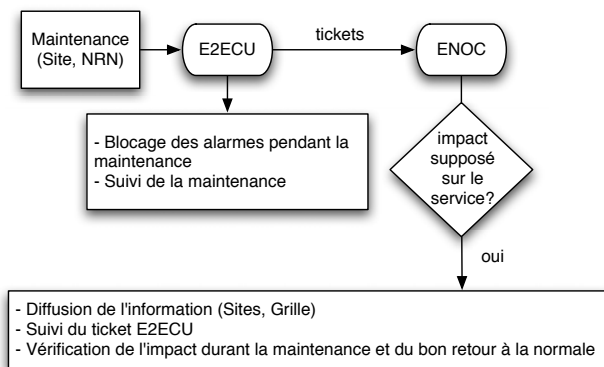 Maintenance
(Site, NRN)
E2ECU
tickets
ENOC
- Blocage des alarmes pendant la
maintenance
- Suivi de la maintenance
impact
supposé
sur le
service?
oui
- Diffusion de l'information (Sites, Grille)
- Suivi du ticket E2ECU
- Vérification de l'impact durant la maintenance et du bon retour à la normale